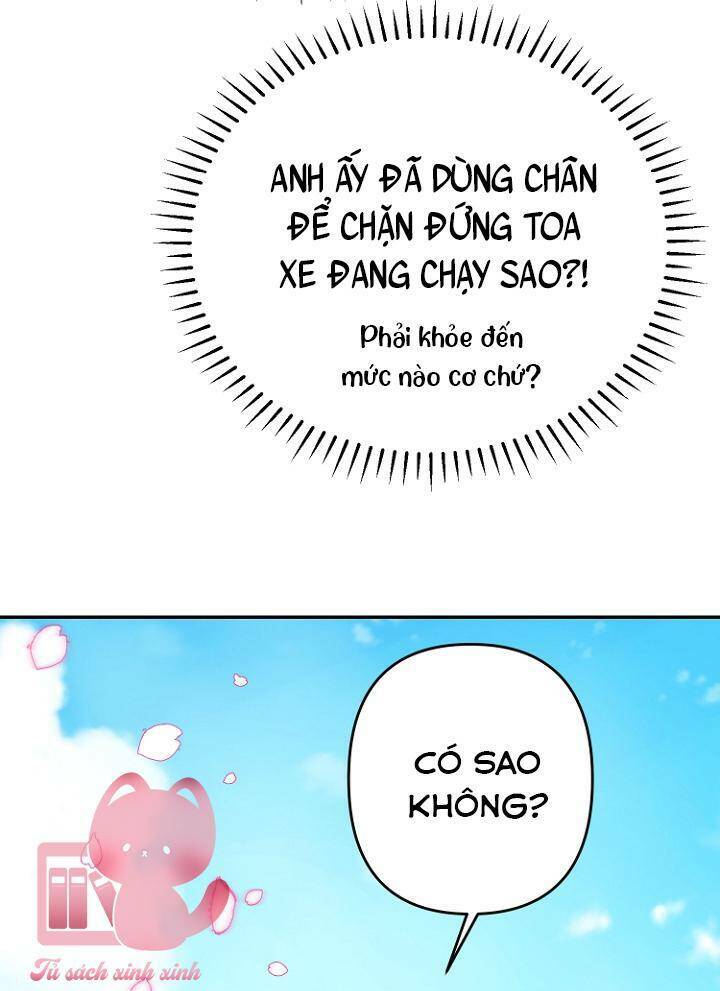 ANH ẤY ĐÃ DÙNG CHÂN
ĐỂ CHẶN ĐỨNG TOA
XE ĐANG CHẠY SAO?!
Phải khỏe đến
mức nào cơ chứ?
CÓ SAO
KHÔNG?
Tủ sách xinh xinh